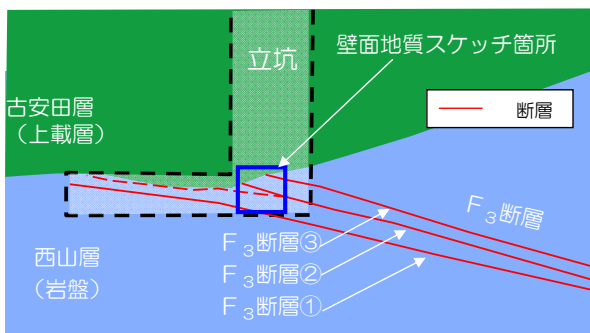 立坑
壁面地質スケッチ箇所
古安田層
（上載層）
断層
Ｆ₃断層
Ｆ₃断層③
Ｆ₃断層②
Ｆ₃断層①
西山層
（岩盤）